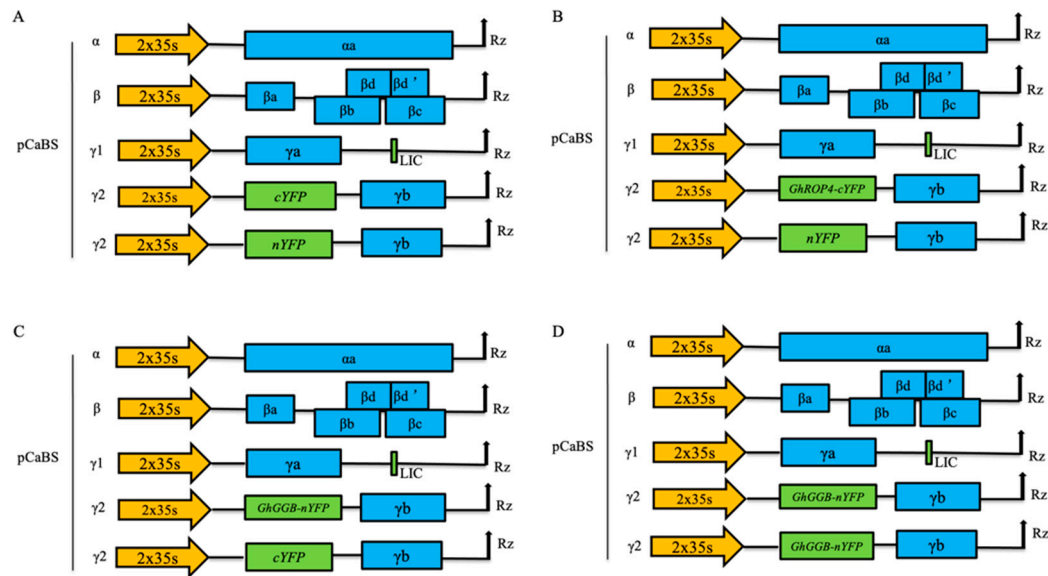 A
pCaBS
α 2x35s αa Rz
β 2x35s βa βb βd βd ' βc Rz
γ1 2x35s γa LIC Rz
γ2 2x35s cYFP γb Rz
γ2 2x35s nYFP γb Rz
B
pCaBS
α 2x35s αa Rz
β 2x35s βa βb βd βd ' βc Rz
γ1 2x35s γa LIC Rz
γ2 2x35s GhROP4-cYFP γb Rz
γ2 2x35s nYFP γb Rz
C
pCaBS
α 2x35s αa Rz
β 2x35s βa βb βd βd ' βc Rz
γ1 2x35s γa LIC Rz
γ2 2x35s GhGGB-nYFP γb Rz
γ2 2x35s cYFP γb Rz
D
pCaBS
α 2x35s αa Rz
β 2x35s βa βb βd βd ' βc Rz
γ1 2x35s γa LIC Rz
γ2 2x35s GhGGB-nYFP γb Rz
γ2 2x35s GhGGB-nYFP γb Rz